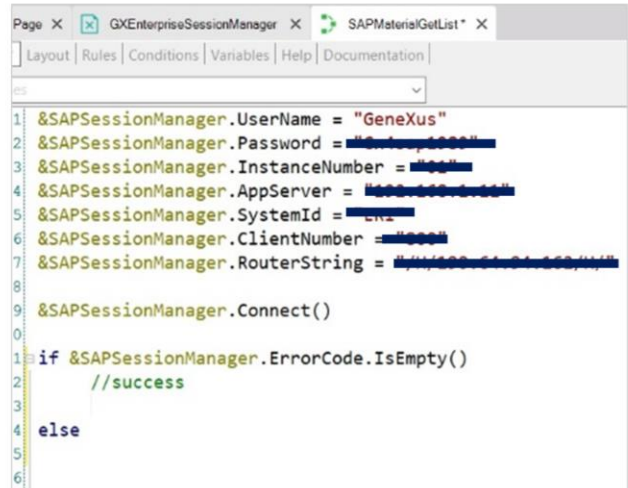 Page X GXEnterpriseSessionManager X SAPMaterialGetList* X
Layout | Rules | Conditions | Variables | Help | Documentation |
es
1 &SAPSessionManager.UserName = "GeneXus"
2 &SAPSessionManager.Password =
3 &SAPSessionManager.InstanceNumber =
4 &SAPSessionManager.AppServer =
5 &SAPSessionManager.SystemId =
6 &SAPSessionManager.ClientNumber =
7 &SAPSessionManager.RouterString =
8
9 &SAPSessionManager.Connect()
0
1 if &SAPSessionManager.ErrorCode.IsEmpty()
2 //success
3
4 else
5
6